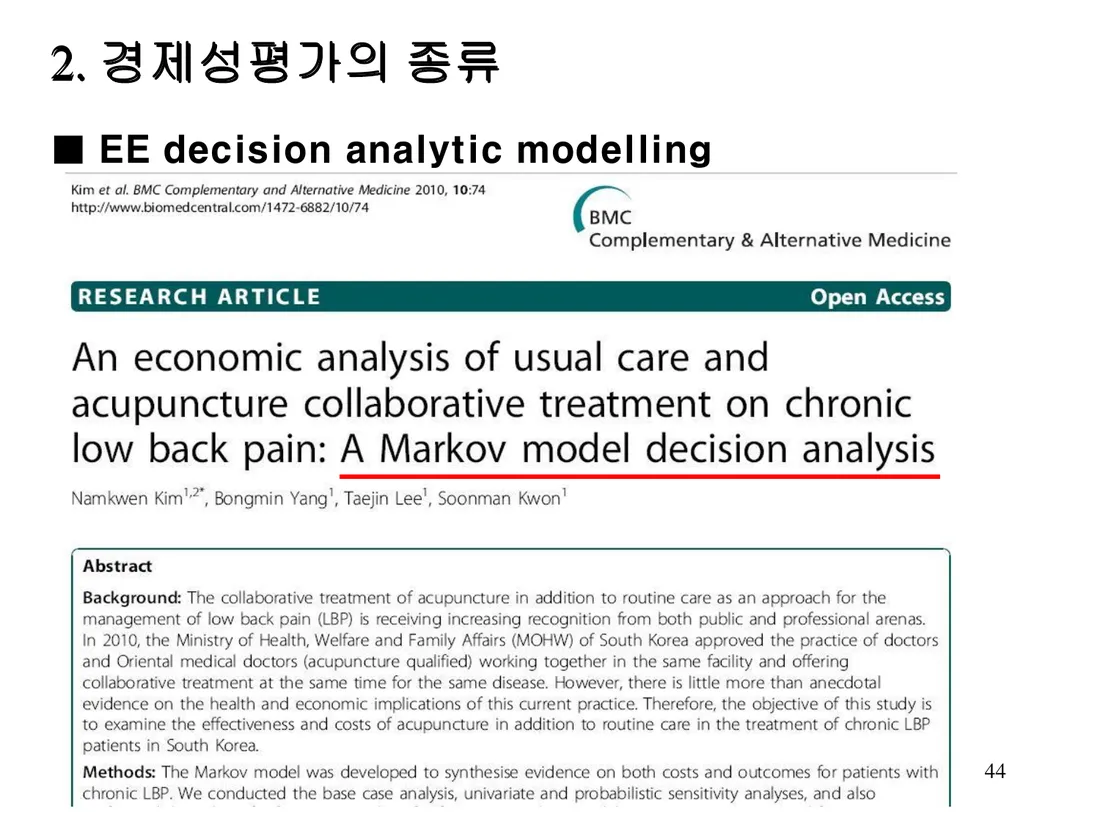 2. 경제성평가의 종류
■ EE decision analytic modelling
Kim et al. BMC Complementary and Alternative Medicine 2010, 10:74
http://www.biomedcentral.com/1472-6882/10/74
BMC
Complementary & Alternative Medicine
RESEARCH ARTICLE Open Access
An economic analysis of usual care and
acupuncture collaborative treatment on chronic
low back pain: A Markov model decision analysis
Namkwen Kim1,2*, Bongmin Yang1, Taejin Lee1, Soonman Kwon1
Abstract
Background: The collaborative treatment of acupuncture in addition to routine care as an approach for the
management of low back pain (LBP) is receiving increasing recognition from both public and professional arenas.
In 2010, the Ministry of Health, Welfare and Family Affairs (MOHW) of South Korea approved the practice of doctors
and Oriental medical doctors (acupuncture qualified) working together in the same facility and offering
collaborative treatment at the same time for the same disease. However, there is little more than anecdotal
evidence on the health and economic implications of this current practice. Therefore, the objective of this study is
to examine the effectiveness and costs of acupuncture in addition to routine care in the treatment of chronic LBP
patients in South Korea.
Methods: The Markov model was developed to synthesise evidence on both costs and outcomes for patients with
chronic LBP. We conducted the base case analysis, univariate and probabilistic sensitivity analyses, and also
44